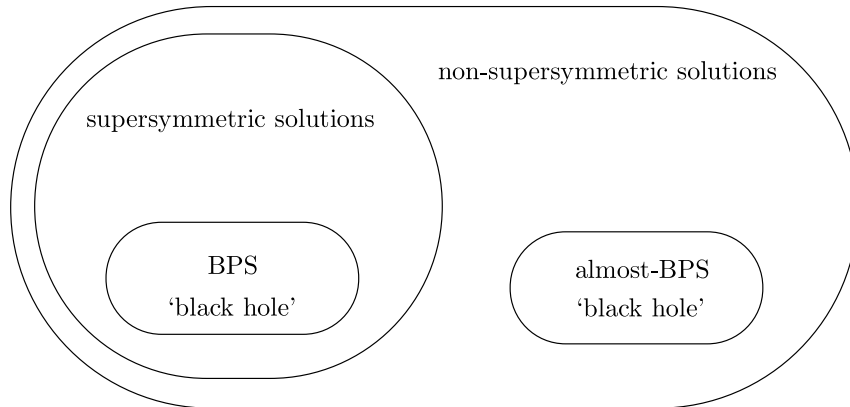 non-supersymmetric solutions
supersymmetric solutions
BPS
‘black hole’
almost-BPS
‘black hole’